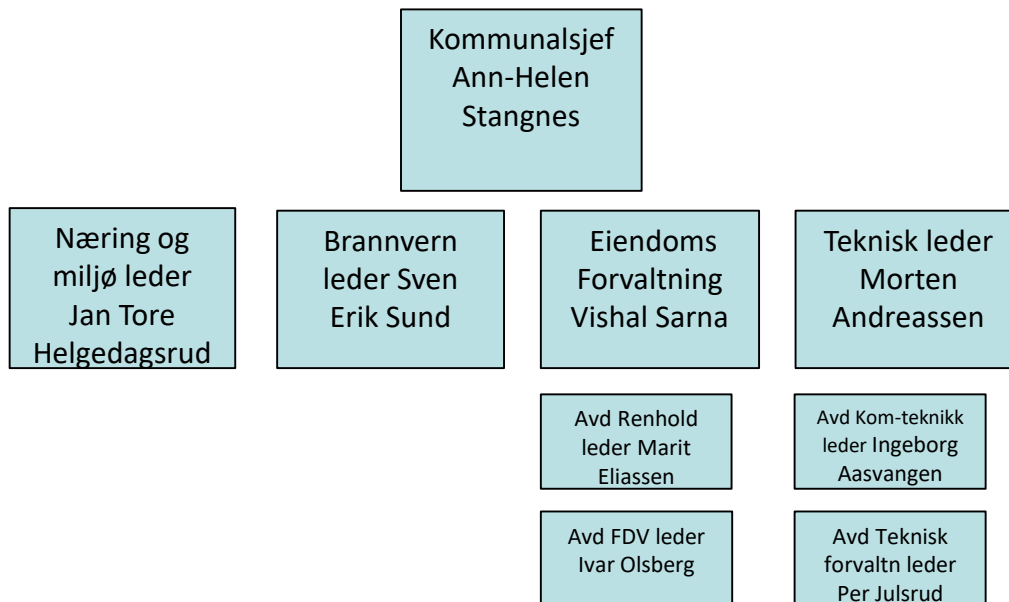 Kommunalsjef
Ann-Helen
Stangnes
Næring og
miljø leder
Jan Tore
Helgedagsrud
Brannvern
leder Sven
Erik Sund
Eiendoms
Forvaltning
Vishal Sarna
Teknisk leder
Morten
Andreassen
Avd Renhold
leder Marit
Eliassen
Avd Kom-teknikk
leder Ingeborg
Aasvangen
Avd FDV leder
Ivar Olsberg
Avd Teknisk
forvaltn leder
Per Julsrud